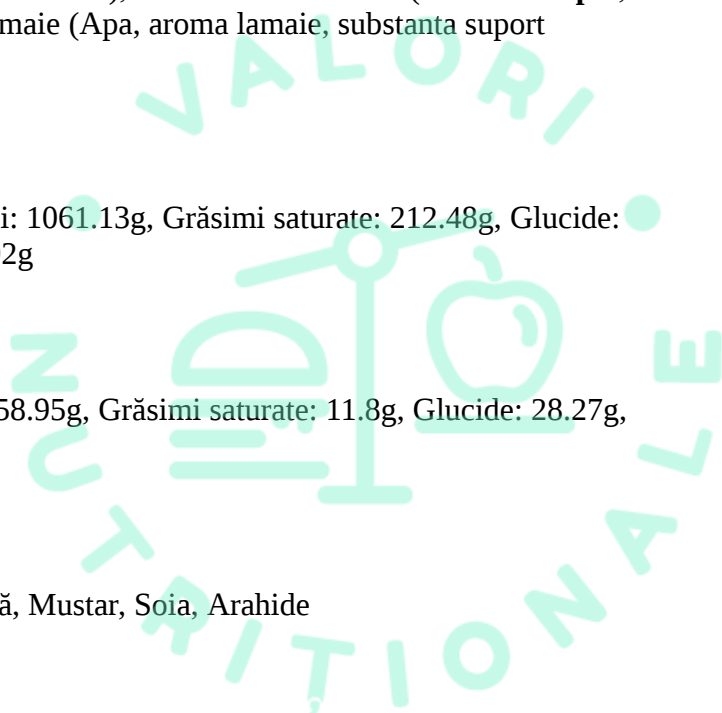 maie (Apa, aroma lamaie, substanta suport
VALORI
i: 1061.13g, Grăsimi saturate: 212.48g, Glucide:
2g
58.95g, Grăsimi saturate: 11.8g, Glucide: 28.27g,
ă, Mustar, Soia, Arahide
NUTRIȚIONALE